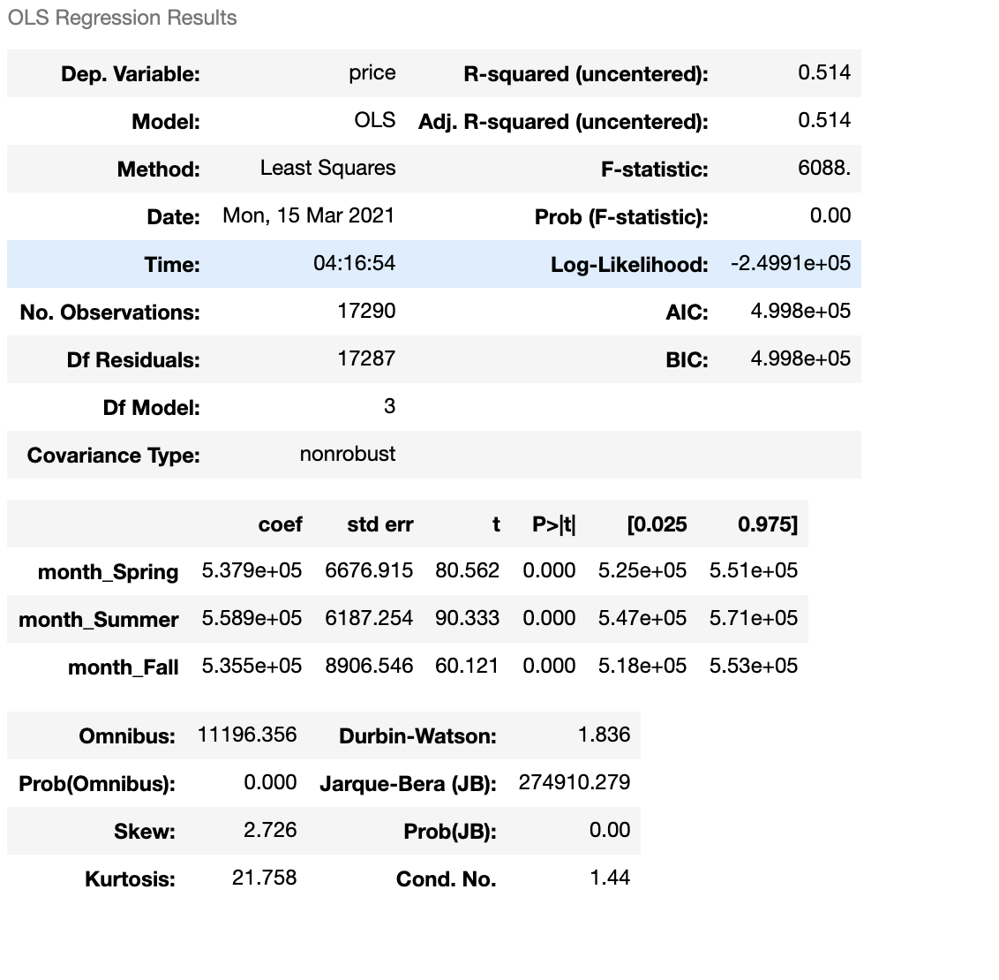 OLS Regression Results
Dep. Variable: price R-squared (uncentered): 0.514
Model: OLS Adj. R-squared (uncentered): 0.514
Method: Least Squares F-statistic: 6088.
Date: Mon, 15 Mar 2021 Prob (F-statistic): 0.00
Time: 04:16:54 Log-Likelihood: -2.4991e+05
No. Observations: 17290 AIC: 4.998e+05
Df Residuals: 17287 BIC: 4.998e+05
Df Model: 3
Covariance Type: nonrobust
coef std err t P>|t| [0.025 0.975]
month_Spring 5.379e+05 6676.915 80.562 0.000 5.25e+05 5.51e+05
month_Summer 5.589e+05 6187.254 90.333 0.000 5.47e+05 5.71e+05
month_Fall 5.355e+05 8906.546 60.121 0.000 5.18e+05 5.53e+05
Omnibus: 11196.356 Durbin-Watson: 1.836
Prob(Omnibus): 0.000 Jarque-Bera (JB): 274910.279
Skew: 2.726 Prob(JB): 0.00
Kurtosis: 21.758 Cond. No. 1.44